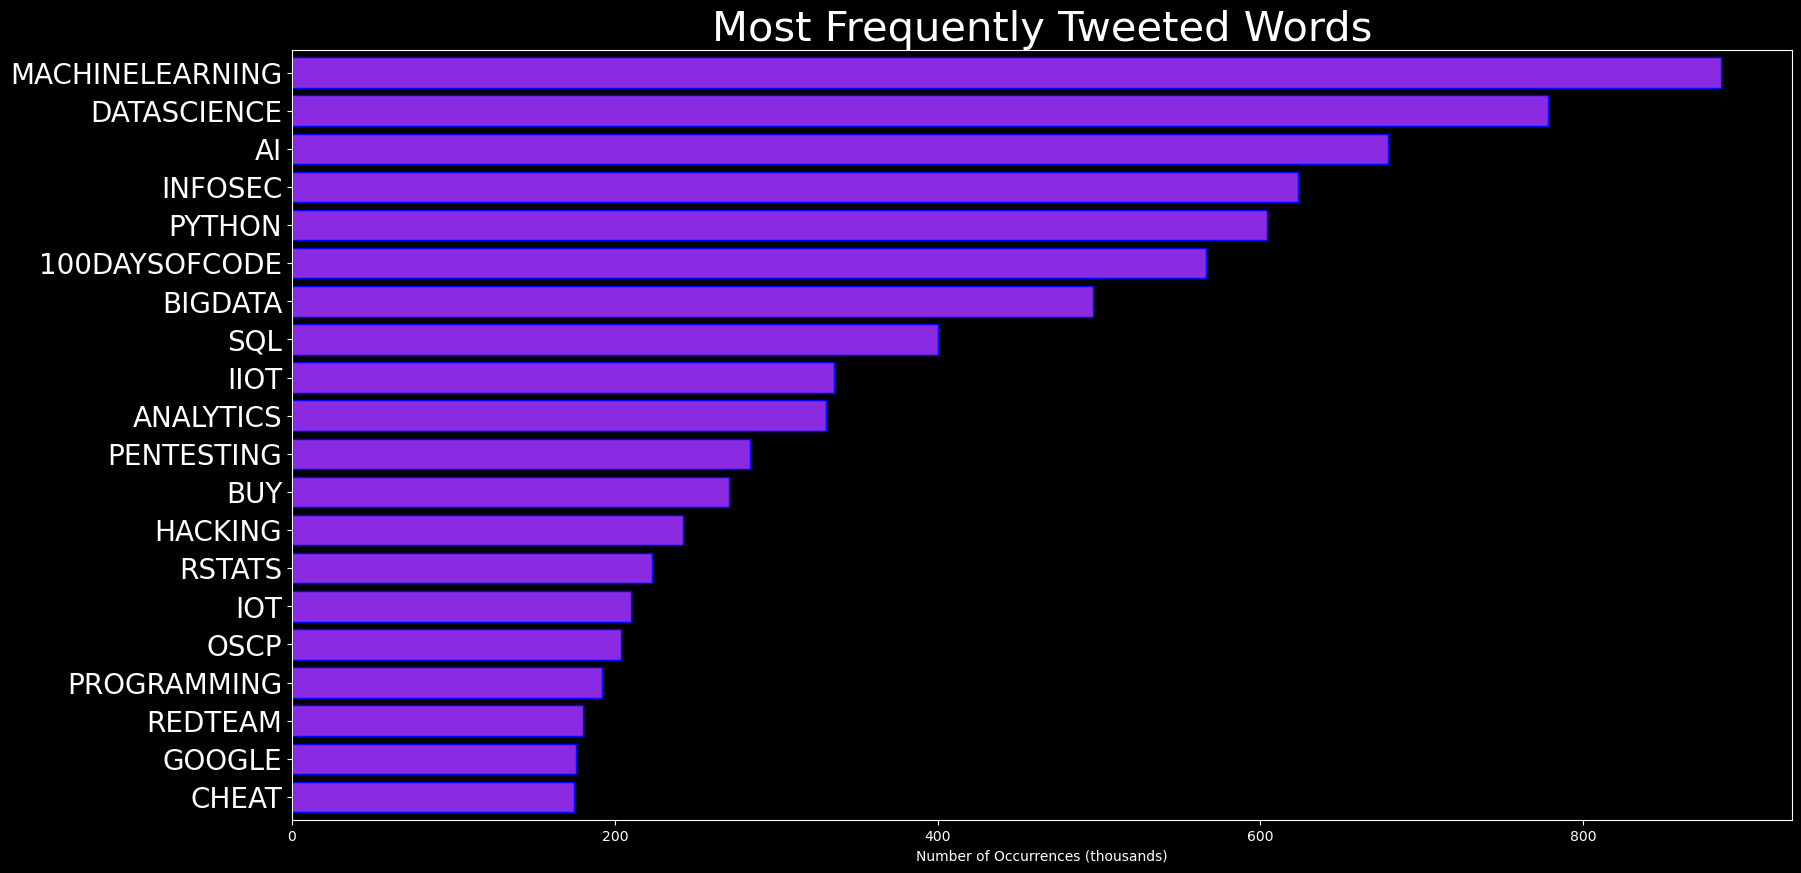 Most Frequently Tweeted Words
MACHINELEARNING
DATASCIENCE
AI
INFOSEC
PYTHON
100DAYSOFCODE
BIGDATA
SQL
IIOT
ANALYTICS
PENTESTING
BUY
HACKING
RSTATS
IOT
OSCP
PROGRAMMING
REDTEAM
GOOGLE
CHEAT
0 200 400 600 800
Number of Occurrences (thousands)